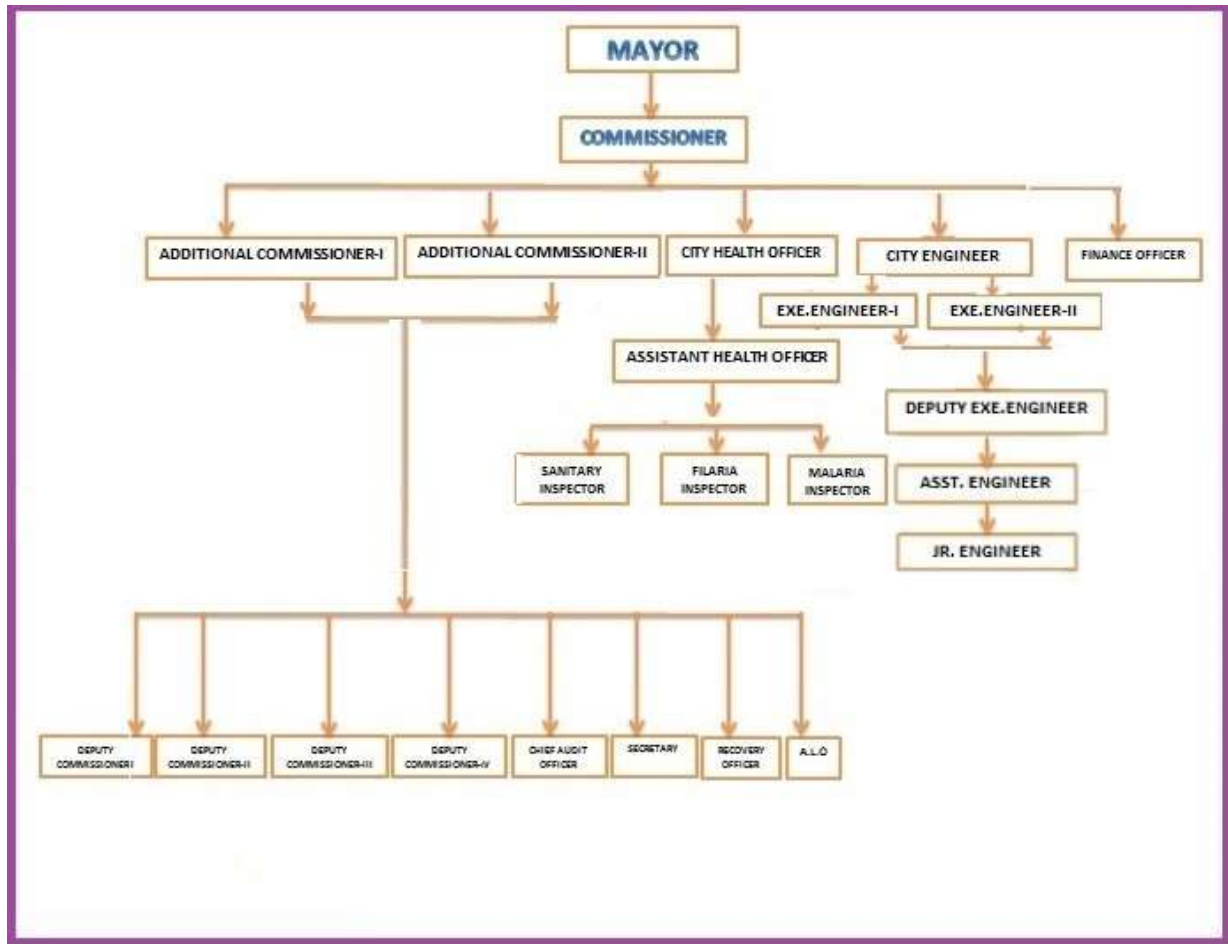 MAYOR
COMMISSIONER
ADDITIONAL COMMISSIONER-I
ADDITIONAL COMMISSIONER-II
CITY HEALTH OFFICER
CITY ENGINEER
FINANCE OFFICER
EXE.ENGINEER-I
EXE.ENGINEER-II
ASSISTANT HEALTH OFFICER
DEPUTY EXE.ENGINEER
SANITARY
INSPECTOR
FILARIA
INSPECTOR
MALARIA
INSPECTOR
ASST. ENGINEER
JR. ENGINEER
DEPUTY
COMMISSIONER I
DEPUTY
COMMISSIONER-II
DEPUTY
COMMISSIONER-III
DEPUTY
COMMISSIONER-IV
CHIEF AUDIT
OFFICER
SECRETARY
RECOVERY
OFFICER
A.L.O